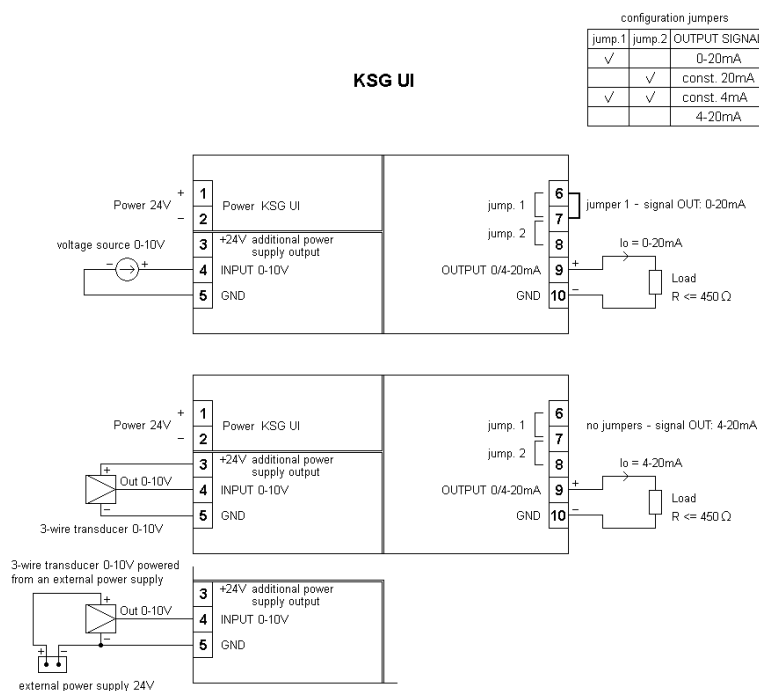 configuration jumpers
jump.1 jump.2 OUTPUT SIGNAL
√ 0-20mA
√ const. 20mA
√ √ const. 4mA
4-20mA
KSG UI
Power 24V
+
−
1
2
Power KSG UI
3
+24V additional power
supply output
4
INPUT 0-10V
5
GND
voltage source 0-10V
−
+
jump. 1
jump. 2
6
7
8
jumper 1 - signal OUT: 0-20mA
OUTPUT 0/4-20mA
9
+
Io = 0-20mA
GND
10
−
Load
R <= 450 Ω
Power 24V
+
−
1
2
Power KSG UI
3
+24V additional power
supply output
4
INPUT 0-10V
5
GND
+
Out 0-10V
−
3-wire transducer 0-10V
jump. 1
jump. 2
6
7
8
no jumpers - signal OUT: 4-20mA
OUTPUT 0/4-20mA
9
+
Io = 4-20mA
GND
10
−
Load
R <= 450 Ω
3-wire transducer 0-10V powered
from an external power supply
+
Out 0-10V
−
3
+24V additional power
supply output
4
INPUT 0-10V
5
GND
+ −
external power supply 24V